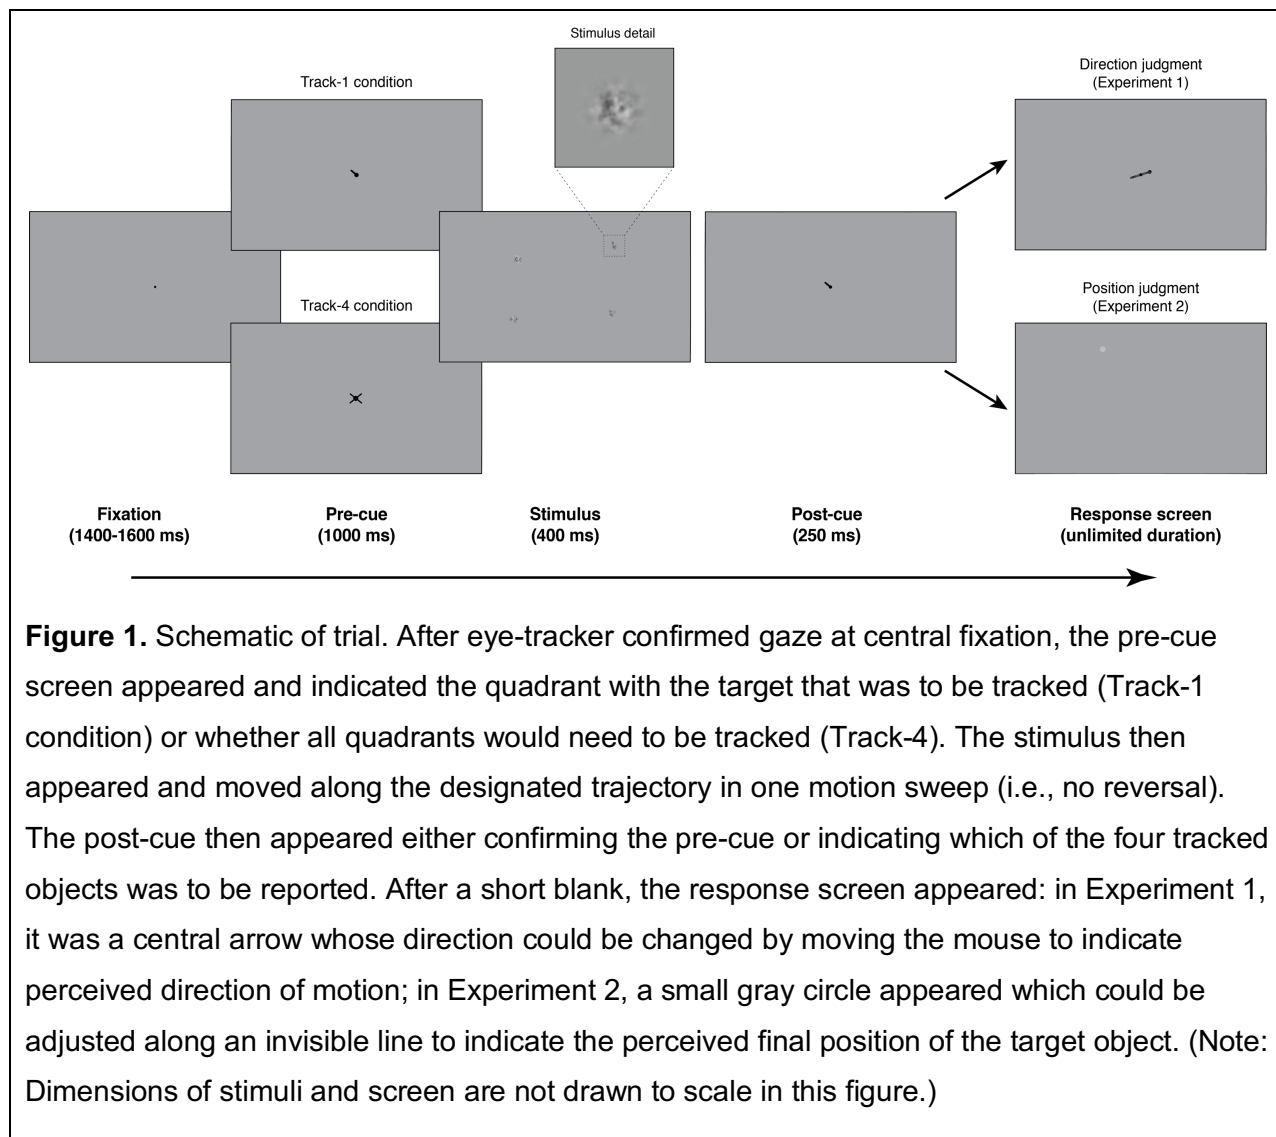 Stimulus detail
Track-1 condition
Direction judgment
(Experiment 1)
Track-4 condition
Position judgment
(Experiment 2)
Fixation
(1400-1600 ms)
Pre-cue
(1000 ms)
Stimulus
(400 ms)
Post-cue
(250 ms)
Response screen
(unlimited duration)
Figure 1. Schematic of trial. After eye-tracker confirmed gaze at central fixation, the pre-cue
screen appeared and indicated the quadrant with the target that was to be tracked (Track-1
condition) or whether all quadrants would need to be tracked (Track-4). The stimulus then
appeared and moved along the designated trajectory in one motion sweep (i.e., no reversal).
The post-cue then appeared either confirming the pre-cue or indicating which of the four tracked
objects was to be reported. After a short blank, the response screen appeared: in Experiment 1,
it was a central arrow whose direction could be changed by moving the mouse to indicate
perceived direction of motion; in Experiment 2, a small gray circle appeared which could be
adjusted along an invisible line to indicate the perceived final position of the target object. (Note:
Dimensions of stimuli and screen are not drawn to scale in this figure.)